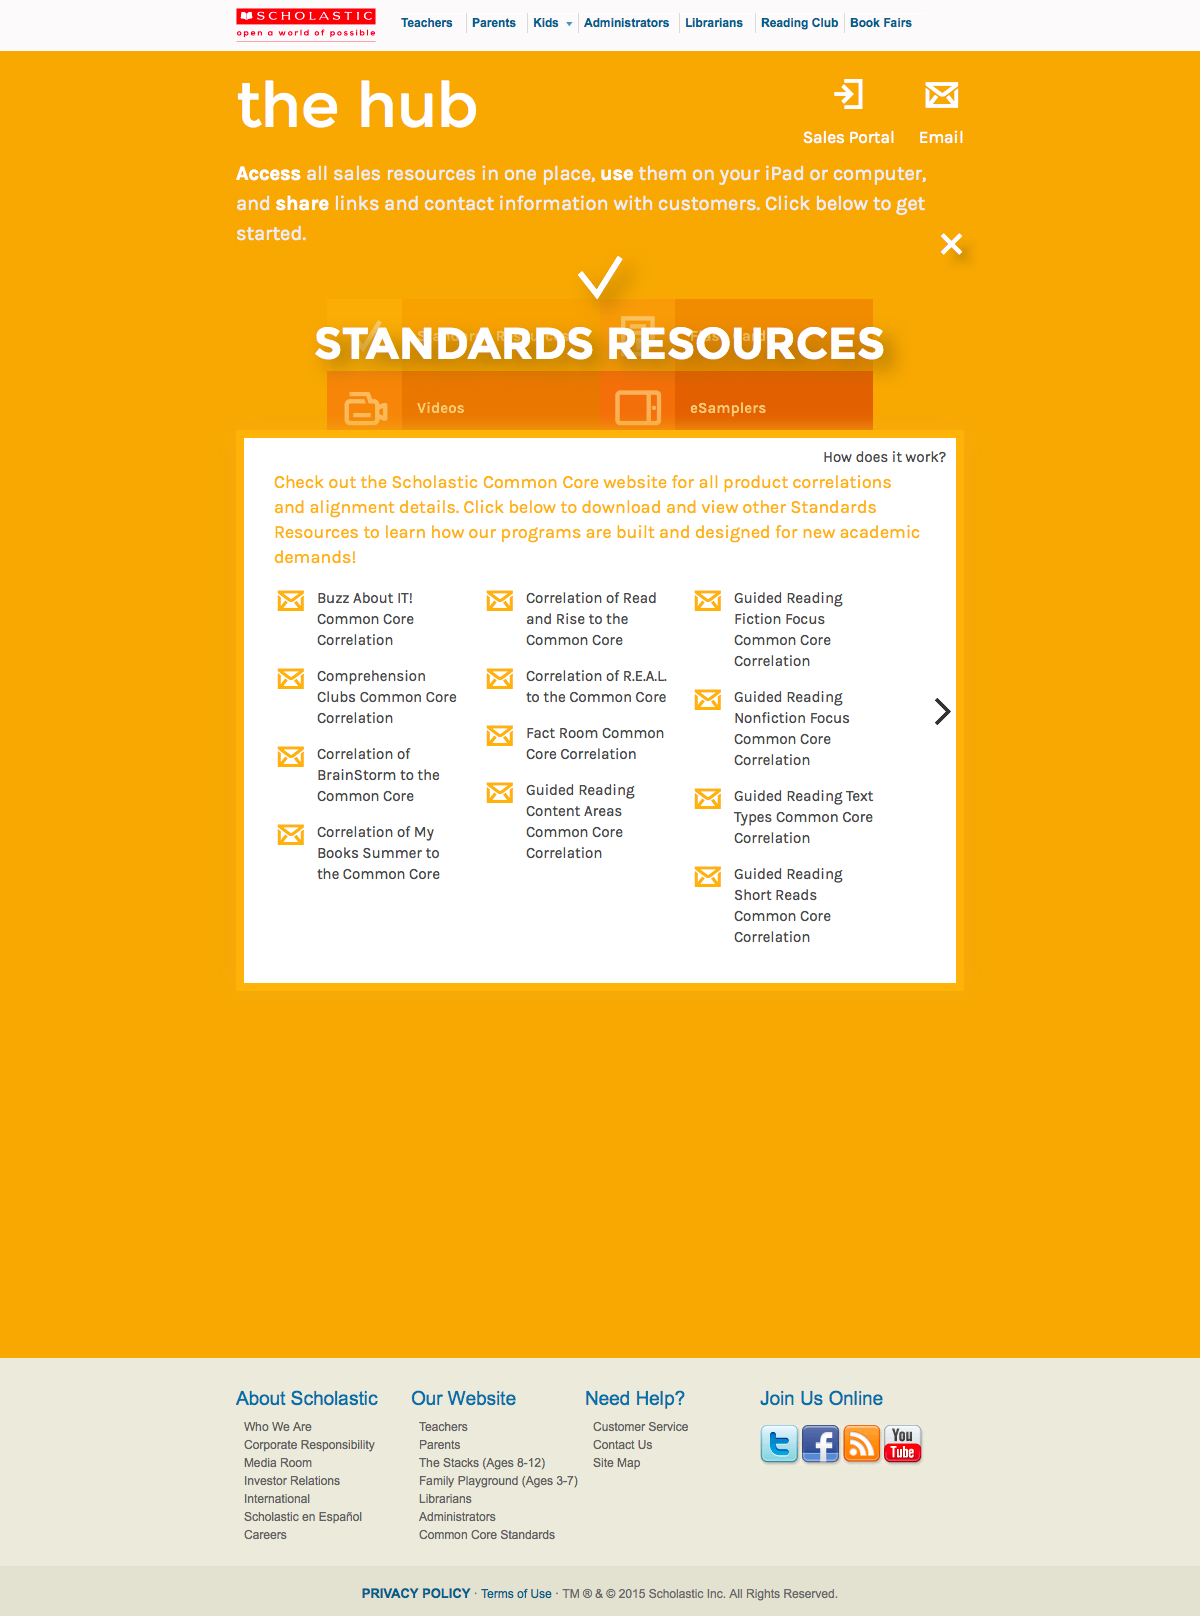 SCHOLASTIC
open a world of possible
Teachers
Parents
Kids
Administrators
Librarians
Reading Club
Book Fairs
the hub
Sales Portal
Email
Access all sales resources in one place, use them on your iPad or computer,
and share links and contact information with customers. Click below to get
started.
STANDARDS RESOURCES
Videos
eSamplers
How does it work?
Check out the Scholastic Common Core website for all product correlations
and alignment details. Click below to download and view other Standards
Resources to learn how our programs are built and designed for new academic
demands!
Buzz About IT!
Common Core
Correlation
Comprehension
Clubs Common Core
Correlation
Correlation of
BrainStorm to the
Common Core
Correlation of My
Books Summer to
the Common Core
Correlation of Read
and Rise to the
Common Core
Correlation of R.E.A.L.
to the Common Core
Fact Room Common
Core Correlation
Guided Reading
Content Areas
Common Core
Correlation
Guided Reading
Fiction Focus
Common Core
Correlation
Guided Reading
Nonfiction Focus
Common Core
Correlation
Guided Reading Text
Types Common Core
Correlation
Guided Reading
Short Reads
Common Core
Correlation
About Scholastic
Who We Are
Corporate Responsibility
Media Room
Investor Relations
International
Scholastic en Español
Careers
Our Website
Teachers
Parents
The Stacks (Ages 8-12)
Family Playground (Ages 3-7)
Librarians
Administrators
Common Core Standards
Need Help?
Customer Service
Contact Us
Site Map
Join Us Online
You
Tube
PRIVACY POLICY · Terms of Use · TM ® & © 2015 Scholastic Inc. All Rights Reserved.